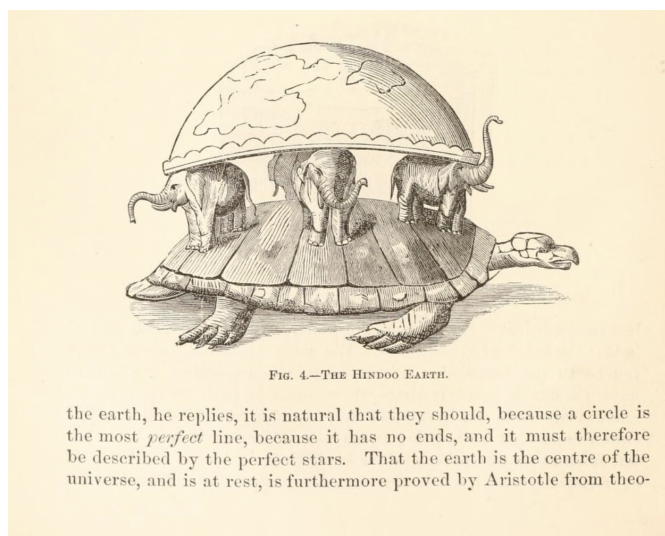 Fig. 4.—The Hindoo Earth.
the earth, he replies, it is natural that they should, because a circle is
the most perfect line, because it has no ends, and it must therefore
be described by the perfect stars. That the earth is the centre of the
universe, and is at rest, is furthermore proved by Aristotle from theo-